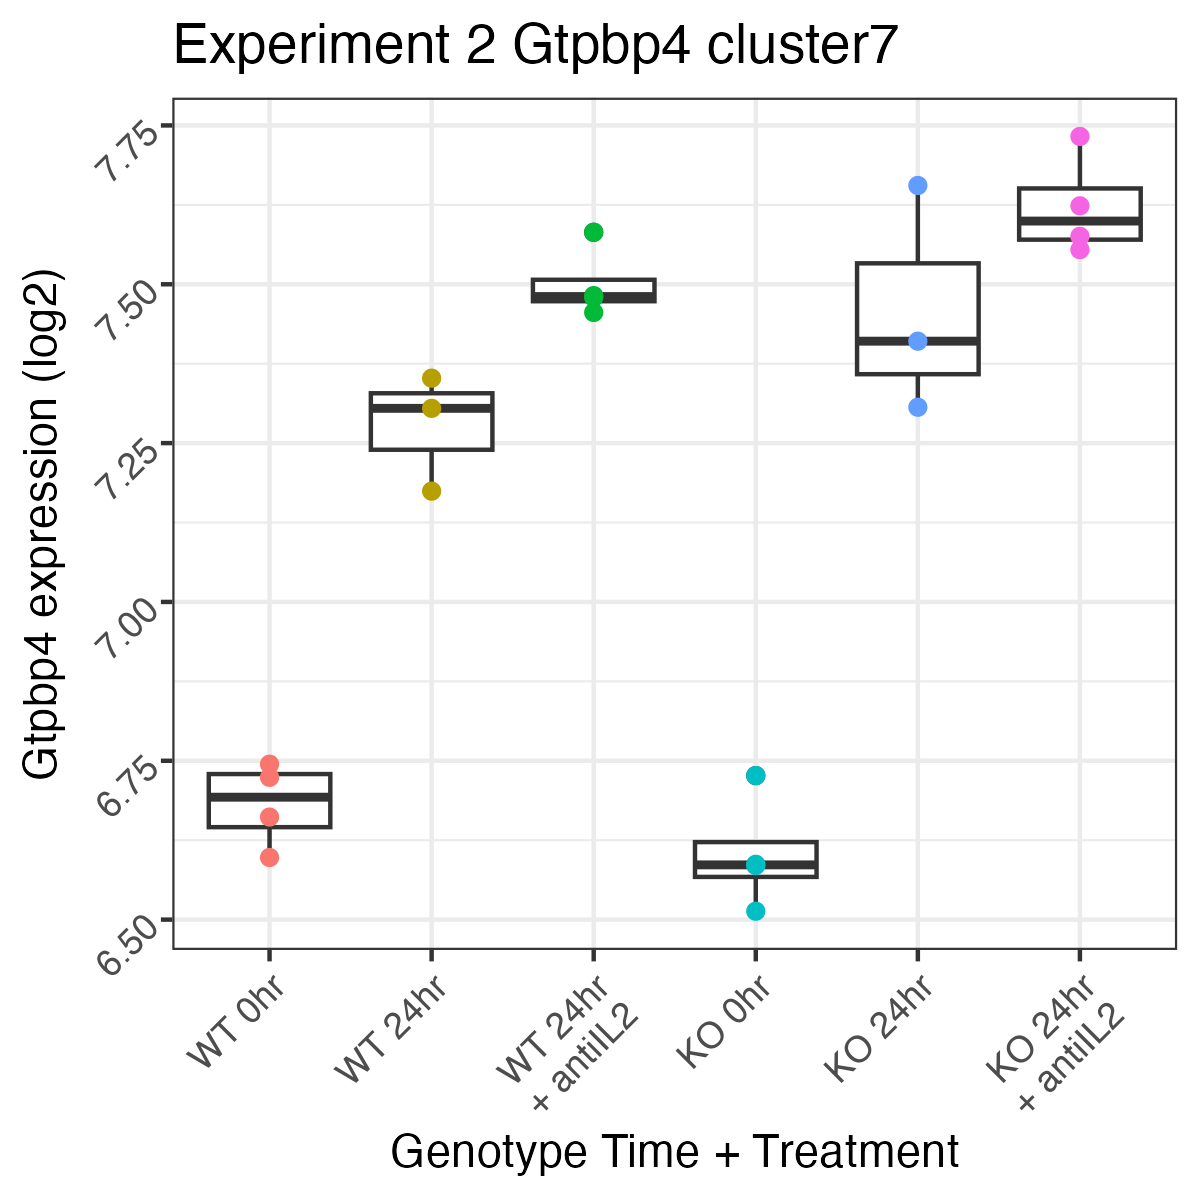 Experiment 2 Gtpbp4 cluster7
Gtpbp4 expression (log2)
7.75
7.50
7.25
7.00
6.75
6.50
WT 0hr
WT 24hr
WT 24hr
+ antiIL2
KO 0hr
KO 24hr
KO 24hr
+ antiIL2
Genotype Time + Treatment